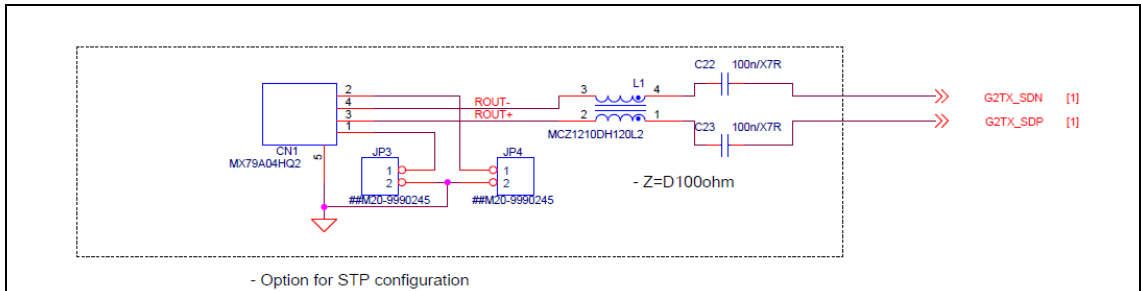 C22 100n/X7R
L1
2
4
3
1
3 4
ROUT-
ROUT+
2 1
G2TX_SDN [1]
G2TX_SDP [1]
C23 100n/X7R
MCZ1210DH120L2
CN1
MX79A04HQ2
5
JP3
JP4
1
2
1
2
##M20-9990245
##M20-9990245
- Z=D100ohm
- Option for STP configuration